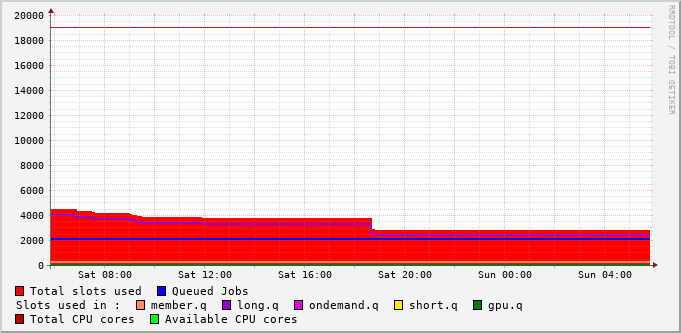 20000
18000
16000
14000
12000
10000
8000
6000
4000
2000
0
Sat 08:00 Sat 12:00 Sat 16:00 Sat 20:00 Sun 00:00 Sun 04:00
Total slots used Queued Jobs
Slots used in : member.q long.q ondemand.q short.q gpu.q
Total CPU cores Available CPU cores
RRDTOOL / TOBI OETIKER